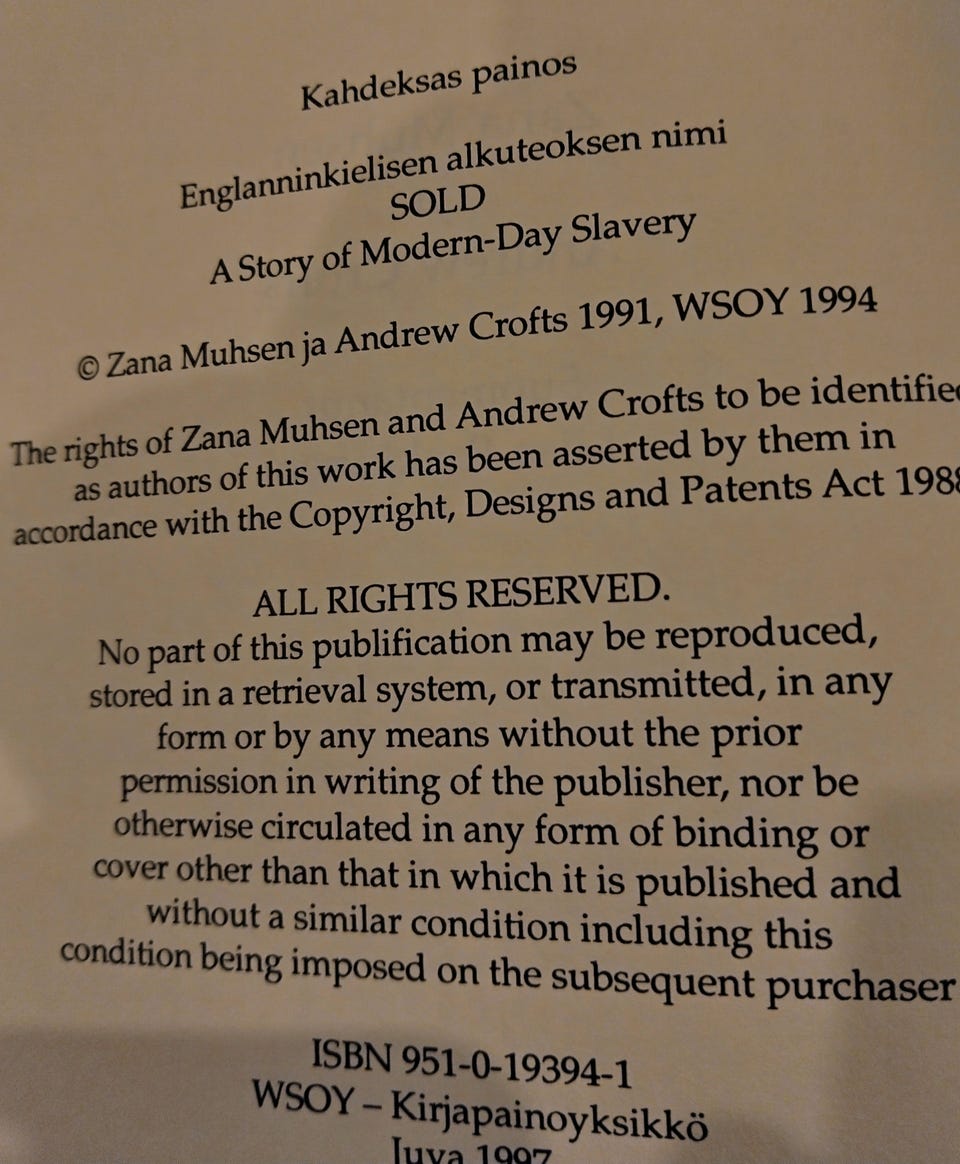 Kahdeksas painos
Englanninkielisen alkuteoksen nimi
SOLD
A Story of Modern-Day Slavery
© Zana Muhsen ja Andrew Crofts 1991, WSOY 1994
The rights of Zana Muhsen and Andrew Crofts to be identified
as authors of this work has been asserted by them in
accordance with the Copyright, Designs and Patents Act 1988
ALL RIGHTS RESERVED.
No part of this publification may be reproduced,
stored in a retrieval system, or transmitted, in any
form or by any means without the prior
permission in writing of the publisher, nor be
otherwise circulated in any form of binding or
cover other than that in which it is published and
without a similar condition including this
condition being imposed on the subsequent purchaser
ISBN 951-0-19394-1
WSOY – Kirjapainoyksikkö
Juva 1997